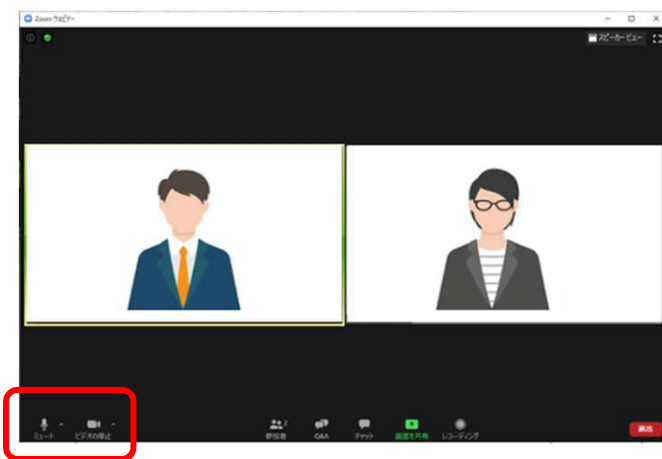 Zoom ウェビナー
スピーカー ビュー
ミュート
ビデオの停止
2
参加者
Q&A
チャット
画面を共有
レコーディング
退出